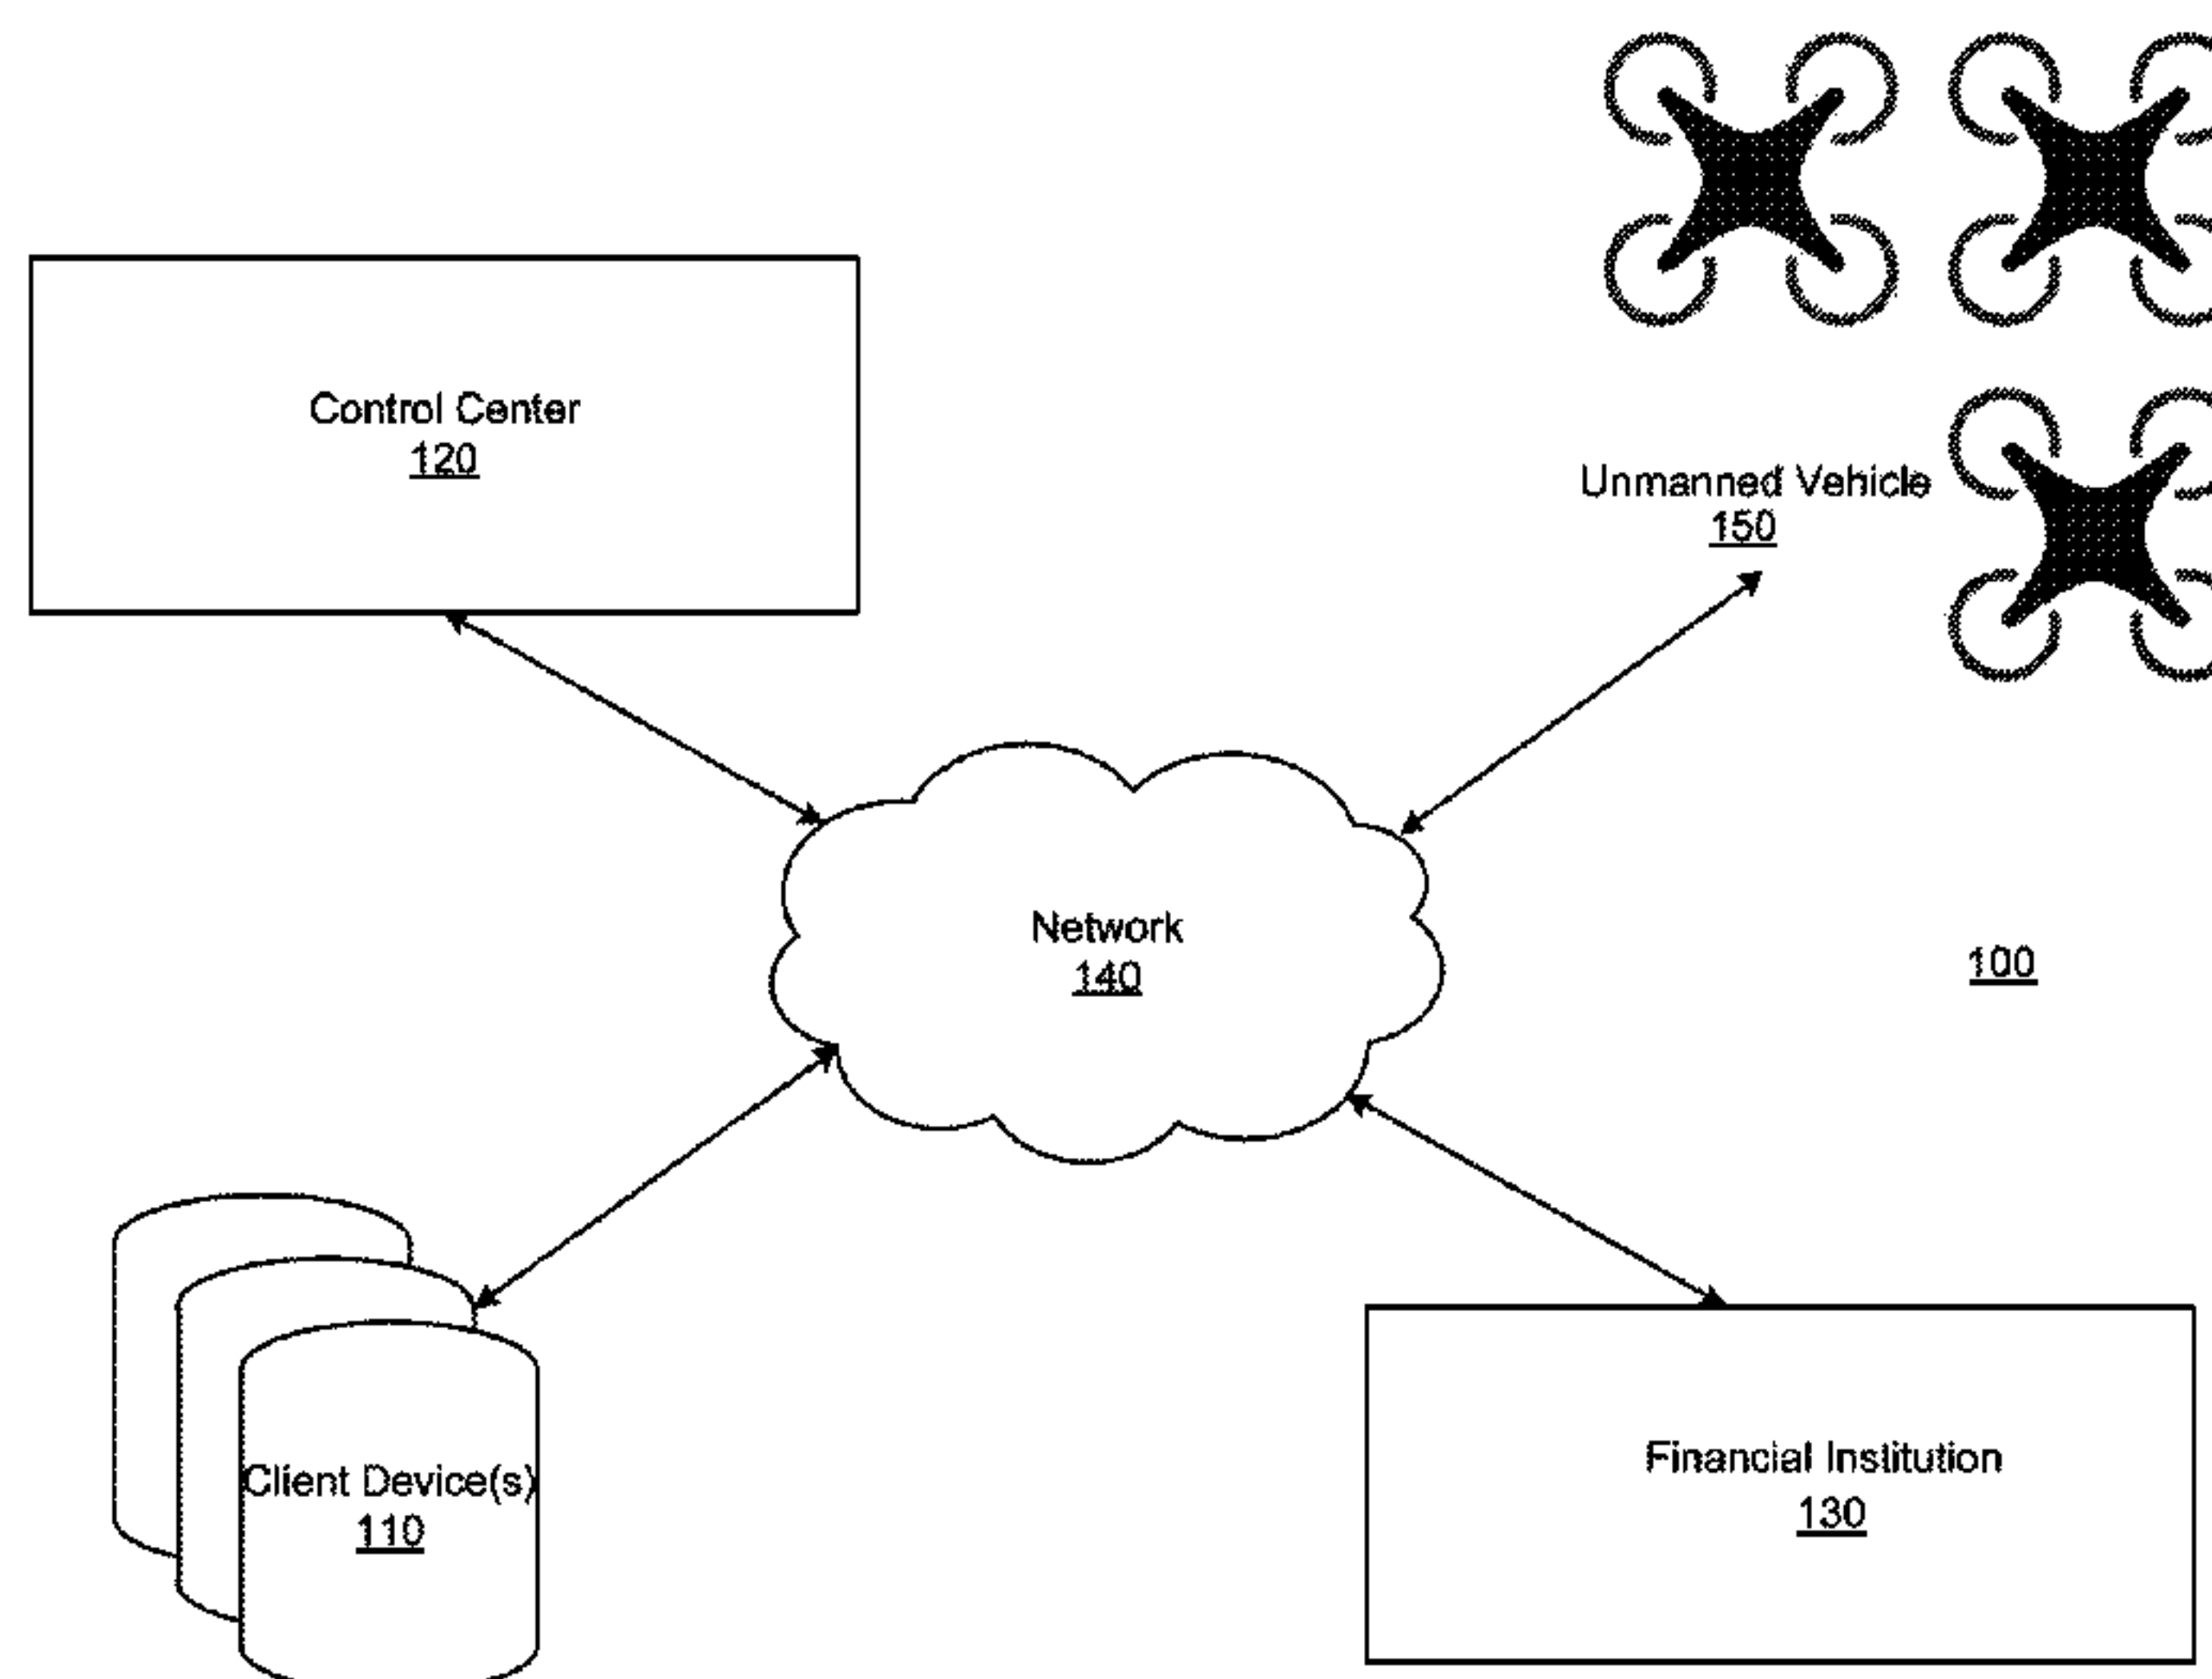 Control Center
120
Unmanned Vehicle
150
Network
140
100
Client Device(s)
110
Financial Institution
130